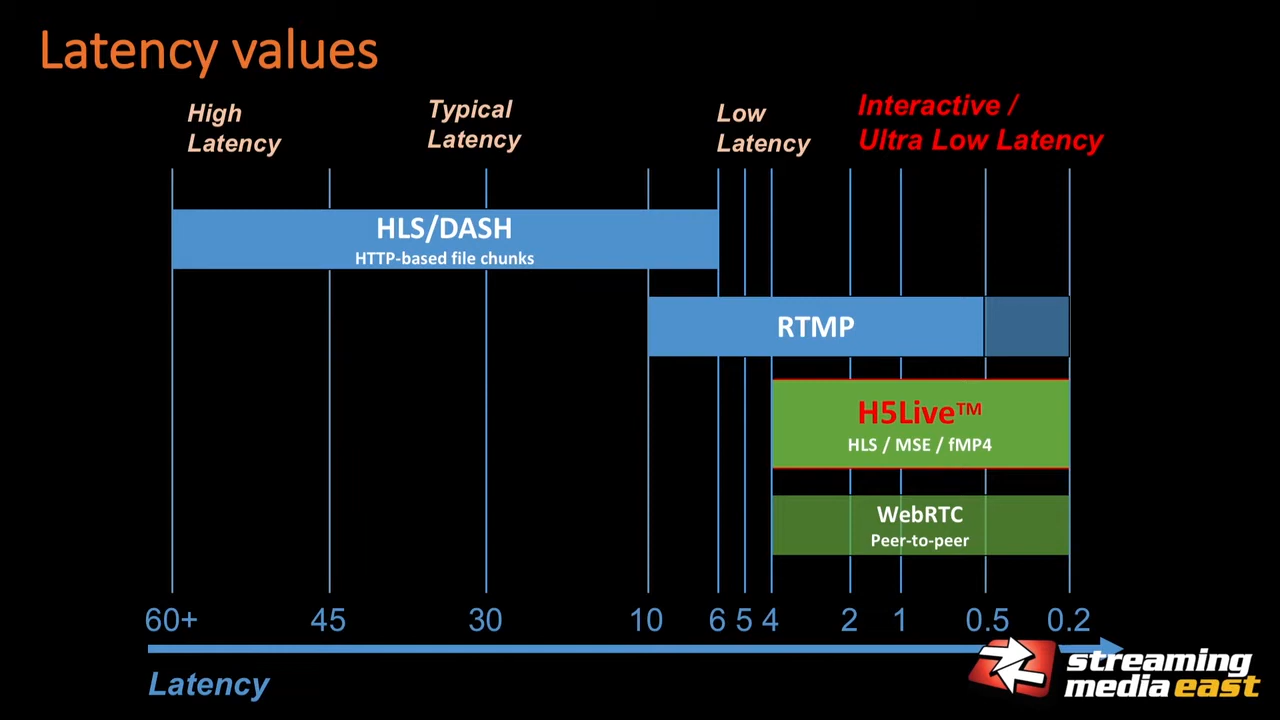 Latency values
High
Latency
Typical
Latency
Low
Latency
Interactive /
Ultra Low Latency
HLS/DASH
HTTP-based file chunks
RTMP
H5Live™
HLS / MSE / fMP4
WebRTC
Peer-to-peer
60+ 45 30 10 6 5 4 2 1 0.5 0.2
Latency
streaming
media east